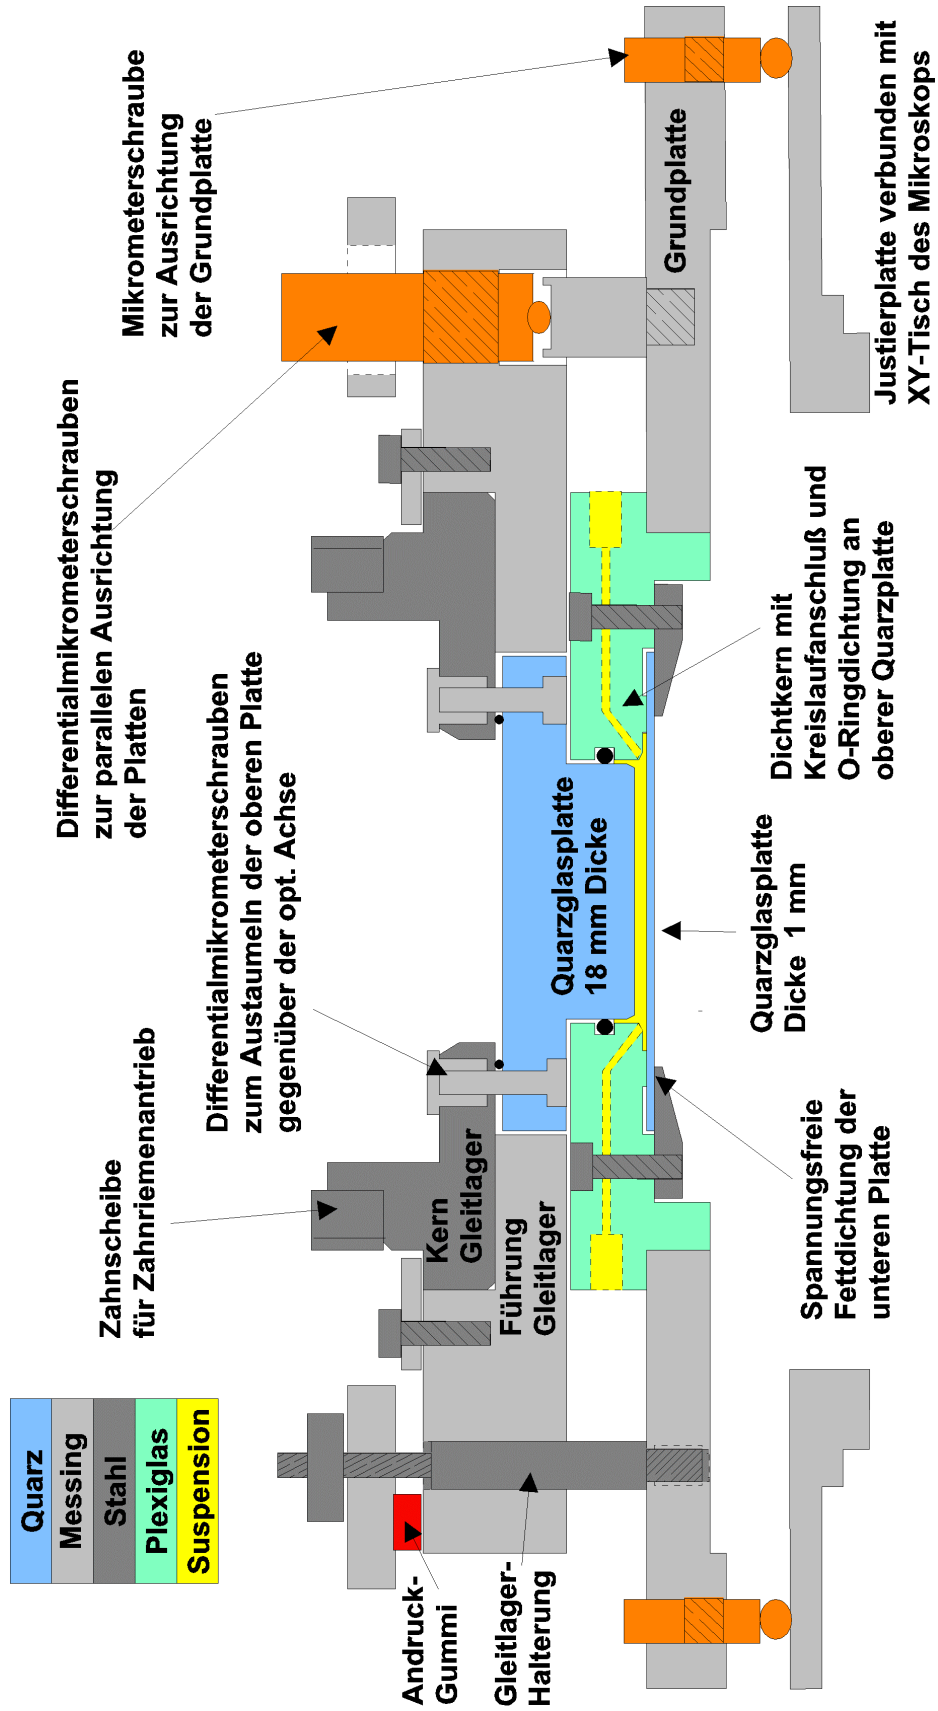 Quarz
Messing
Stahl
Plexiglas
Suspension
Zahnscheibe
für Zahnriemenantrieb
Differentialmikrometerschrauben
zum Austaumeln der oberen Platte
gegenüber der opt. Achse
Differentialmikrometerschrauben
zur parallelen Ausrichtung
der Platten
Mikrometerschraube
zur Ausrichtung
der Grundplatte
Andruck-
Gummi
Gleitlager-
Halterung
Kern
Gleitlager
Führung
Gleitlager
Quarzglasplatte
18 mm Dicke
Grundplatte
Spannungsfreie
Fettdichtung der
unteren Platte
Quarzglasplatte
Dicke 1 mm
Dichtkern mit
Kreislaufanschluß und
O-Ringdichtung an
oberer Quarzplatte
Justierplatte verbunden mit
XY-Tisch des Mikroskops